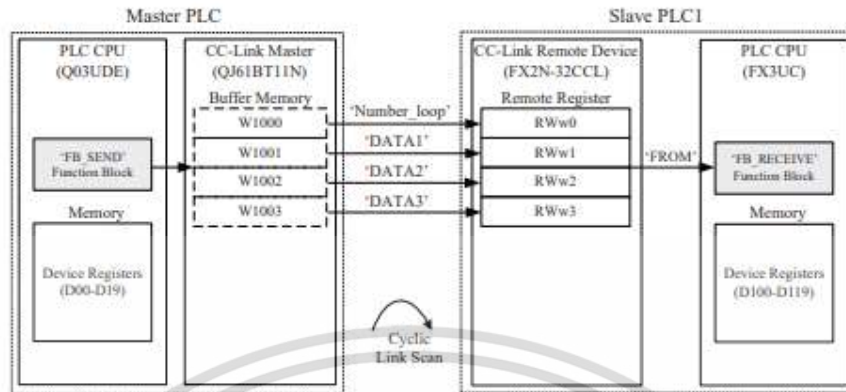 Master PLC
Slave PLC1
PLC CPU
(Q03UDE)
CC-Link Master
(QJ61BT11N)
CC-Link Remote Device
(FX2N-32CCL)
PLC CPU
(FX3UC)
Buffer Memory
'Number_loop'
Remote Register
W1000
RWw0
W1001
'DATA1'
RWw1
'FB_SEND'
Function Block
W1002
'DATA2'
RWw2
'FROM'
'FB_RECEIVE'
Function Block
W1003
'DATA3'
RWw3
Memory
Memory
Device Registers
(D00-D19)
Device Registers
(D100-D119)
Cyclic
Link Scan